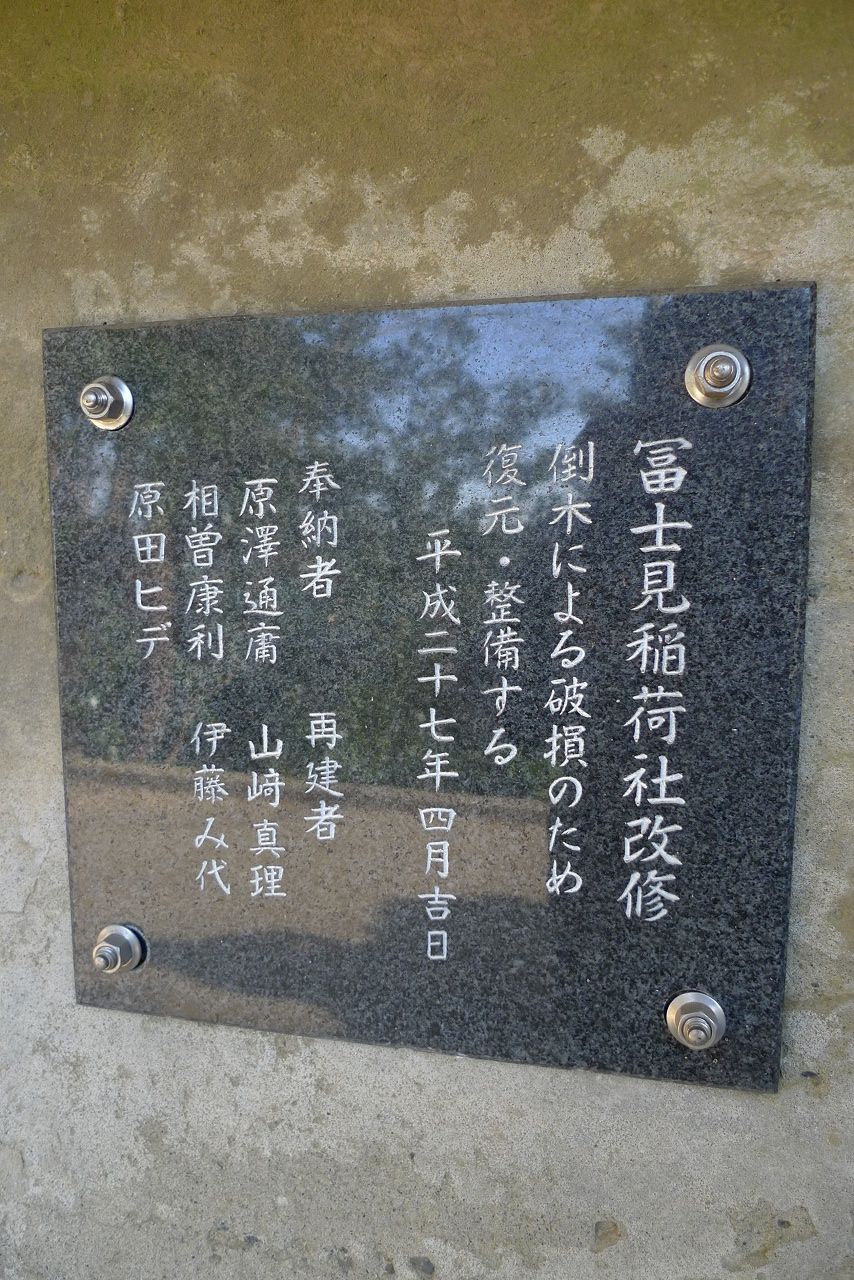 冨士見稲荷社改修
倒木による破損のため
復元・整備する
平成二十七年四月吉日
奉納者　再建者
原澤通庸　山﨑真理
相曽康利　伊藤み代
原田ヒデ